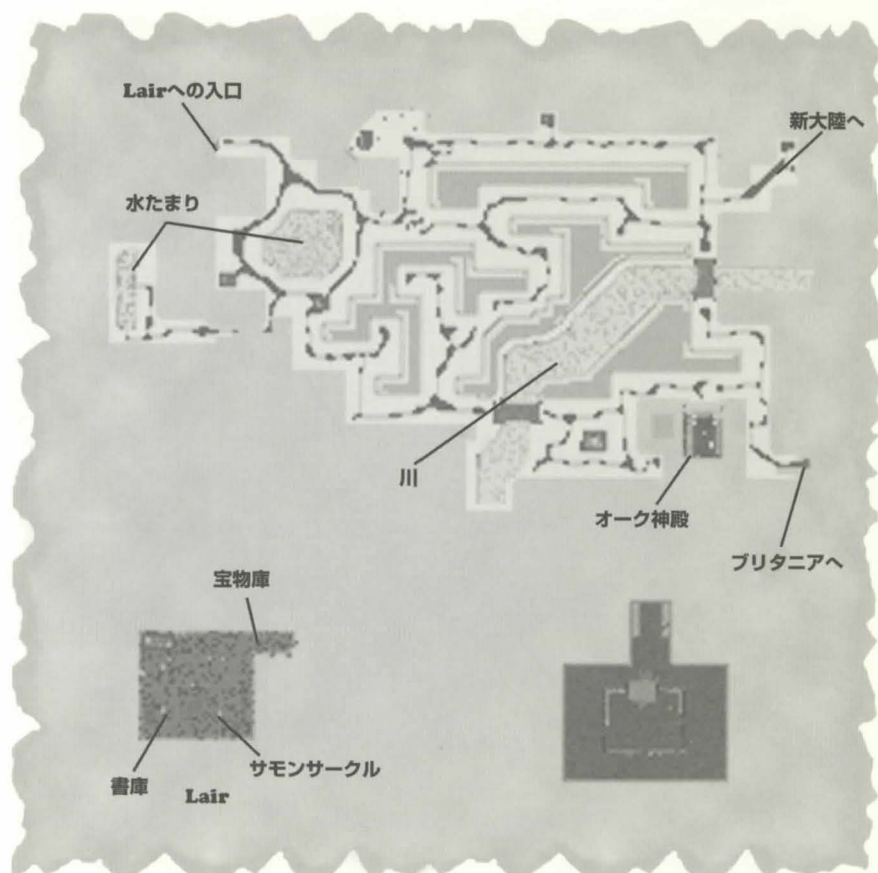 Lairへの入口
新大陸へ
水たまり
川
オーク神殿
ブリタニアへ
宝物庫
サモンサークル
書庫
Lair